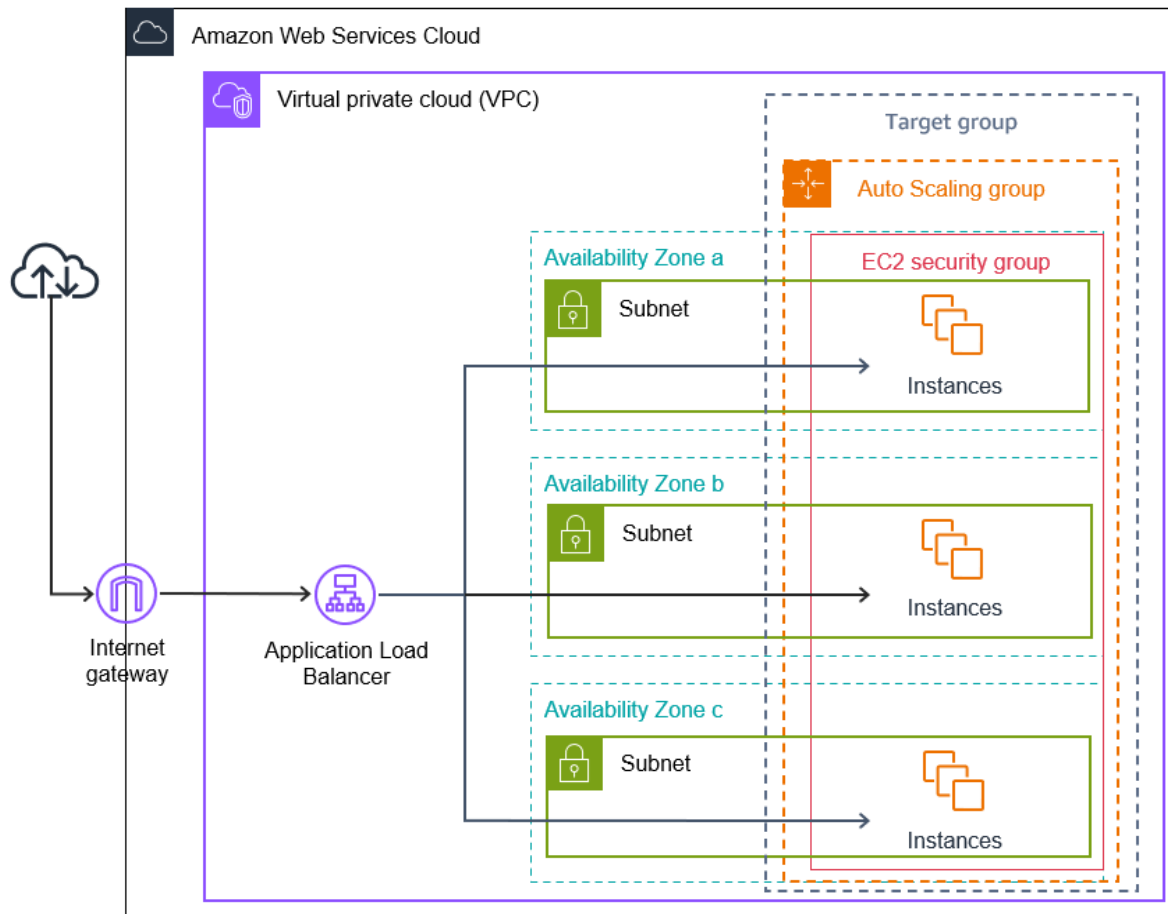 Amazon Web Services Cloud
Virtual private cloud (VPC)
Target group
Auto Scaling group
Availability Zone a
EC2 security group
Subnet
Instances
Availability Zone b
Subnet
Instances
Internet
gateway
Application Load
Balancer
Availability Zone c
Subnet
Instances